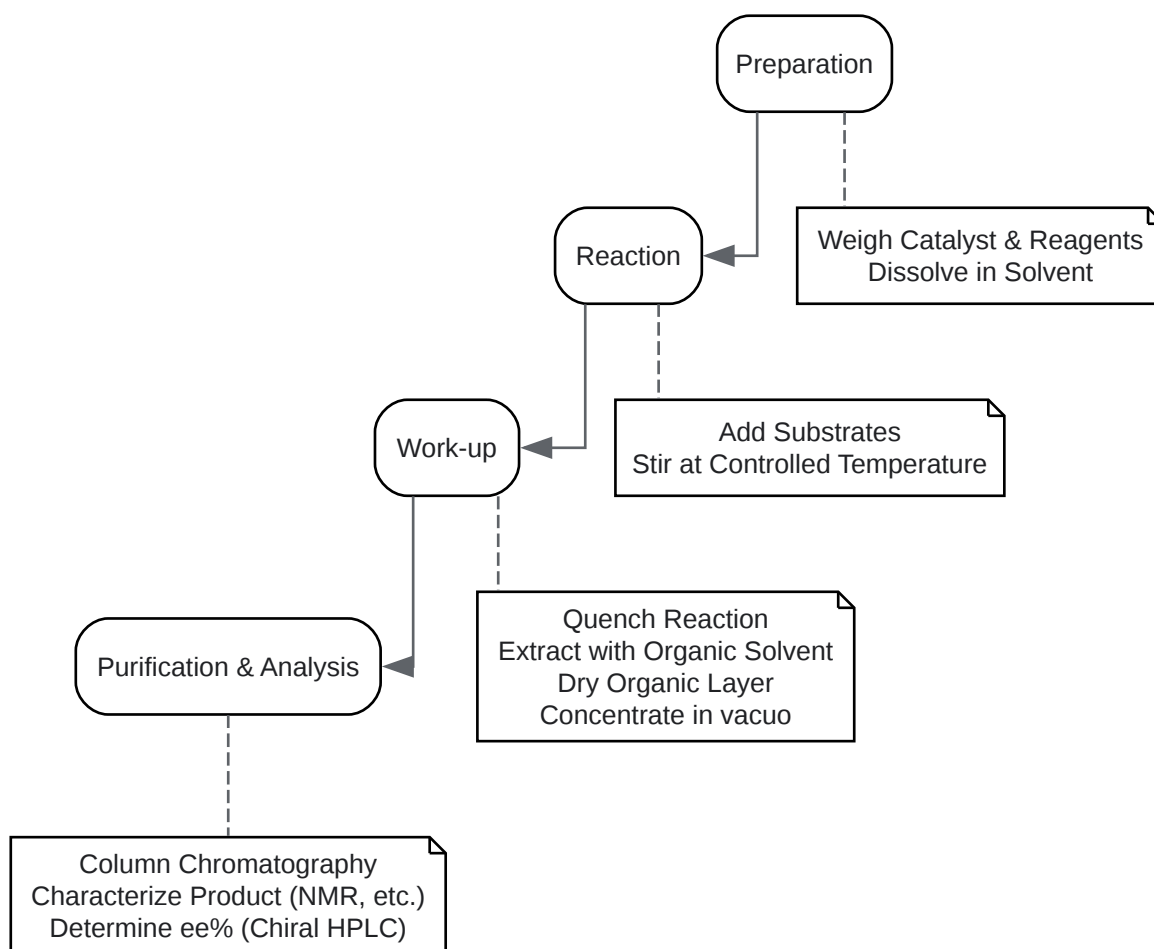 Preparation
Weigh Catalyst & Reagents
Dissolve in Solvent
Reaction
Add Substrates
Stir at Controlled Temperature
Work-up
Quench Reaction
Extract with Organic Solvent
Dry Organic Layer
Concentrate in vacuo
Purification & Analysis
Column Chromatography
Characterize Product (NMR, etc.)
Determine ee% (Chiral HPLC)